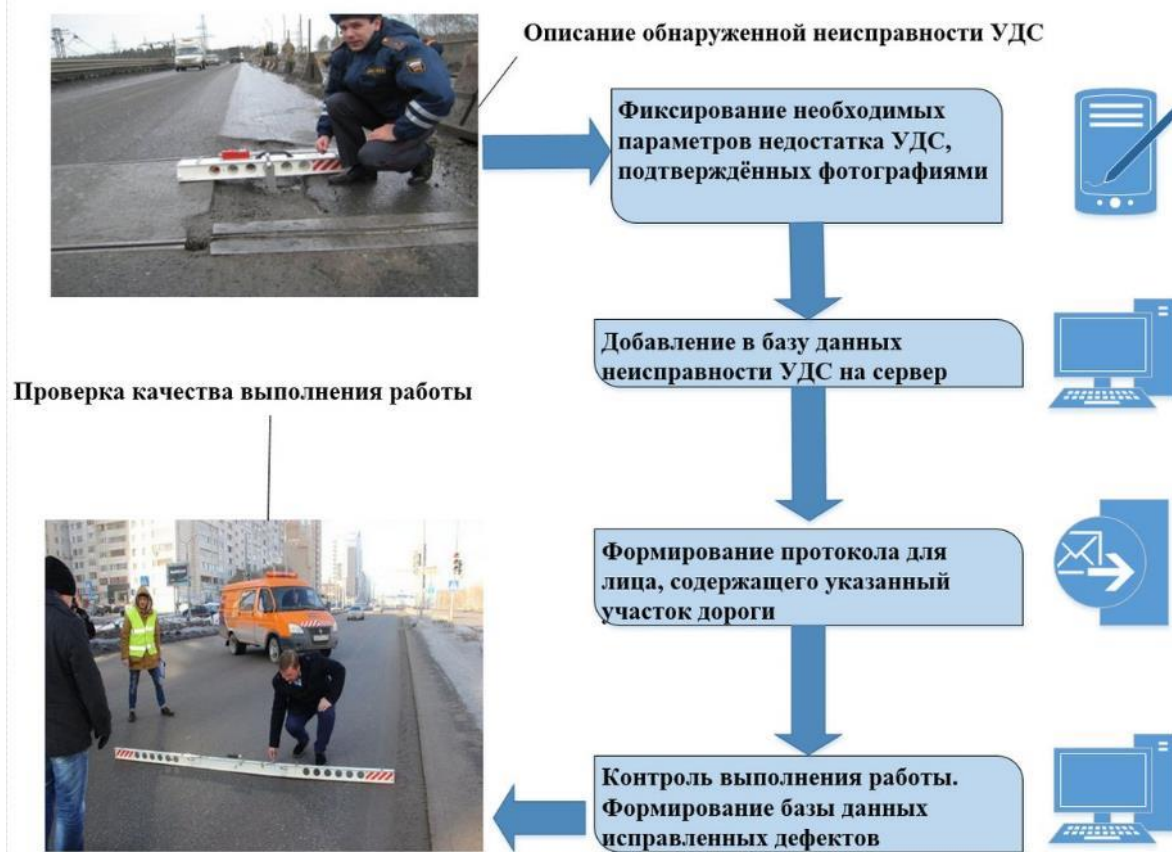 Описание обнаруженной неисправности УДС
Фиксирование необходимых
параметров недостатка УДС,
подтверждённых фотографиями
Добавление в базу данных
неисправности УДС на сервер
Проверка качества выполнения работы
Формирование протокола для
лица, содержащего указанный
участок дороги
Контроль выполнения работы.
Формирование базы данных
исправленных дефектов